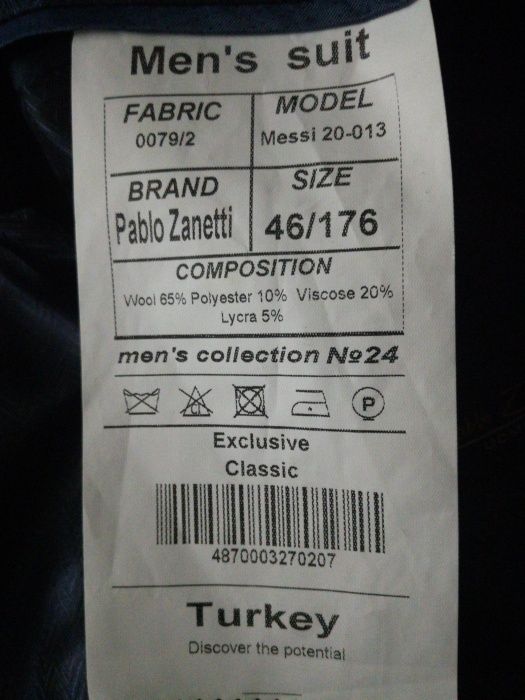 Men's suit
FABRIC MODEL
0079/2 Messi 20-013
BRAND SIZE
Pablo Zanetti 46/176
COMPOSITION
Wool 65% Polyester 10% Viscose 20%
Lycra 5%
men's collection №24
CL P
Exclusive
Classic
4870003270207
Turkey
Discover the potential